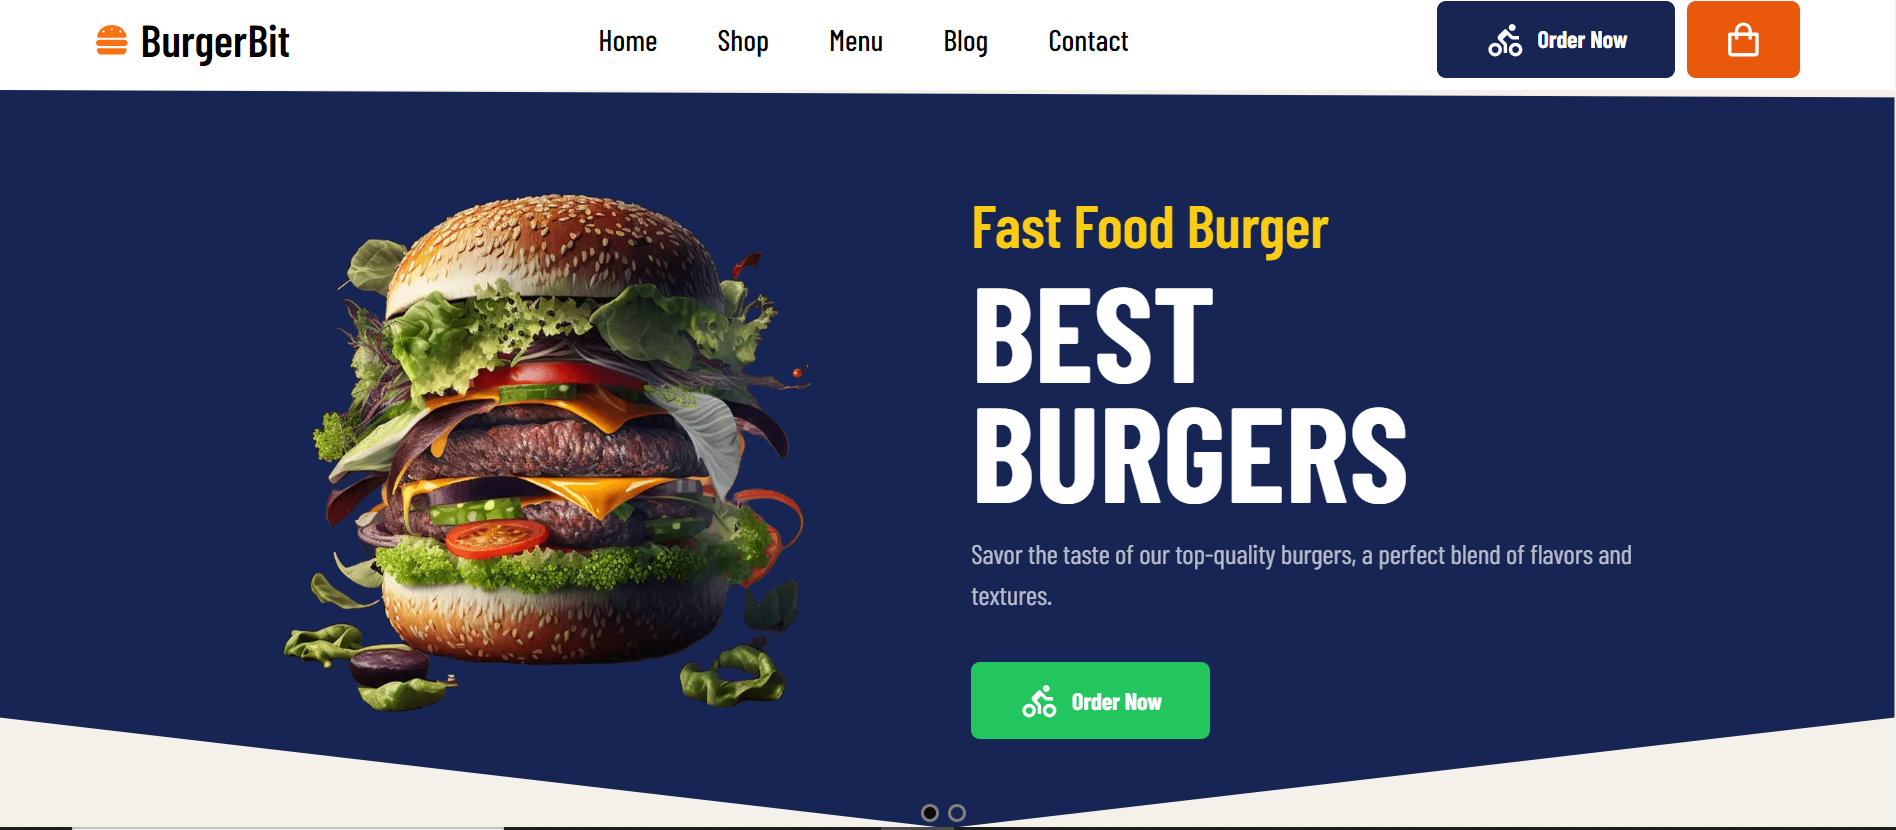 BurgerBit
Home
Shop
Menu
Blog
Contact
Order Now
Fast Food Burger
BEST
BURGERS
Savor the taste of our top-quality burgers, a perfect blend of flavors and
textures.
Order Now